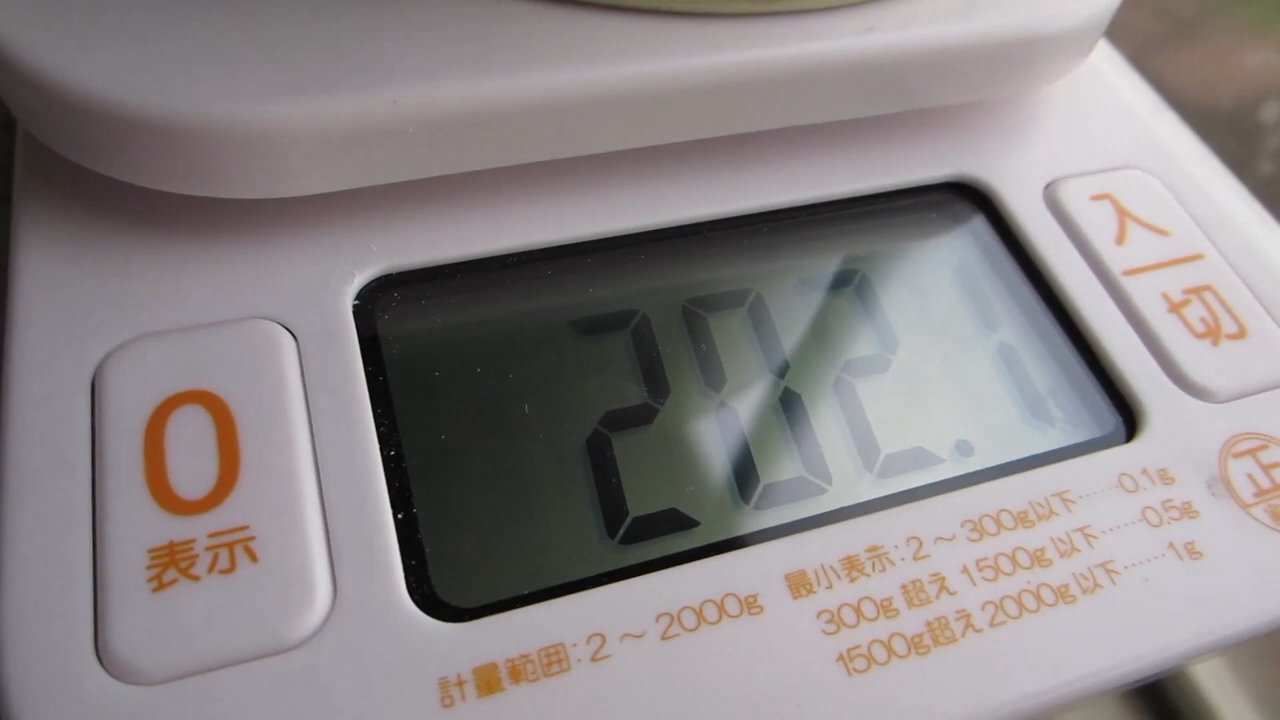 202.1
入
切
0
表示
正
計量範囲:2～2000g
最小表示:2～300g以下……0.1g
300g超え1500g以下……0.5g
1500g超え2000g以下……1g